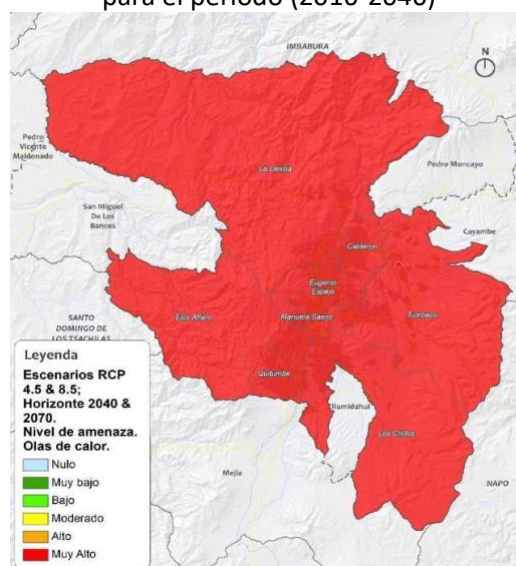 para el período (2016-2040)
IMBABURA
N
Pedro
Vicente
Maldonado
La Delicia
Pedro Moncayo
San Miguel
De Los
Bancos
Cayambe
Calderón
Eugenio
Espejo
SANTO
DOMINGO DE
LOS TSÁCHILAS
Eloy Alfaro
Manuela Sáenz
Tumbaco
Quitumbe
Rumiñahui
Los Chillos
Mejía
NAPO
Leyenda
Escenarios RCP
4.5 & 8.5;
Horizonte 2040 &
2070.
Nivel de amenaza.
Olas de calor.
Nulo
Muy bajo
Bajo
Moderado
Alto
Muy Alto